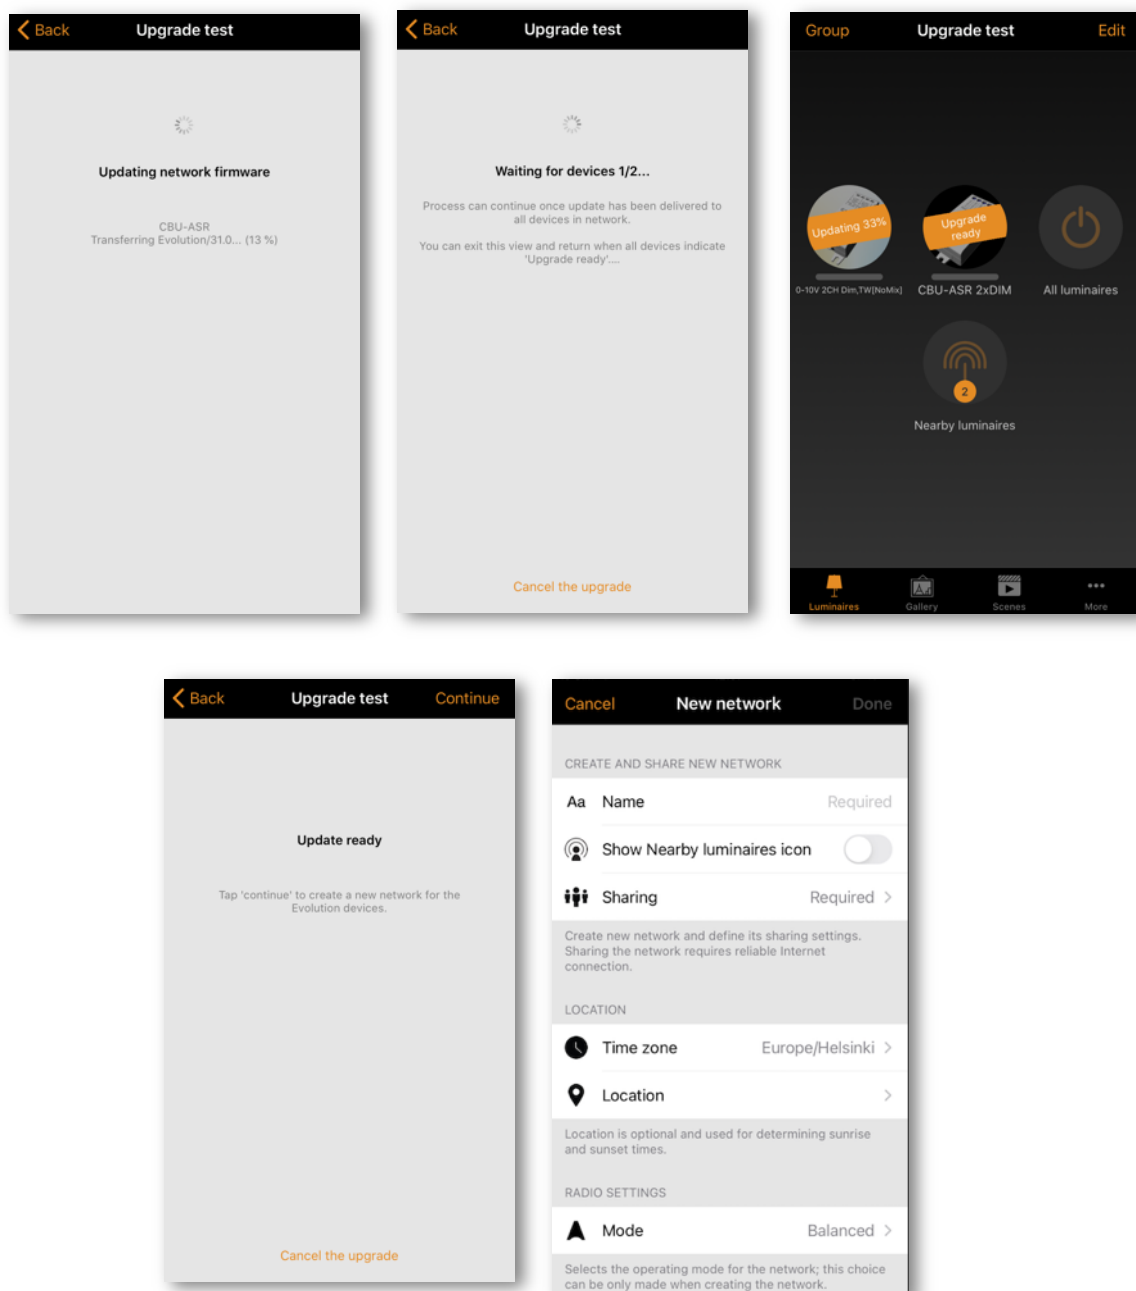 Back
Upgrade test
Updating network firmware
CBU-ASR
Transferring Evolution/31.0... (13 %)
Back
Upgrade test
Waiting for devices 1/2...
Process can continue once update has been delivered to
all devices in network.
You can exit this view and return when all devices indicate
'Upgrade ready'....
Cancel the upgrade
Group
Upgrade test
Edit
Updating 33%
Upgrade
ready
0-10V 2CH Dim,TW[NoMix]
CBU-ASR 2xDIM
All luminaires
2
Nearby luminaires
Luminaires
Gallery
Scenes
More
Back
Upgrade test
Continue
Update ready
Tap 'continue' to create a new network for the
Evolution devices.
Cancel the upgrade
Cancel
New network
Done
CREATE AND SHARE NEW NETWORK
Aa Name Required
Show Nearby luminaires icon
Sharing Required
Create new network and define its sharing settings.
Sharing the network requires reliable Internet
connection.
LOCATION
Time zone Europe/Helsinki
Location
Location is optional and used for determining sunrise
and sunset times.
RADIO SETTINGS
Mode Balanced
Selects the operating mode for the network; this choice
can be only made when creating the network.